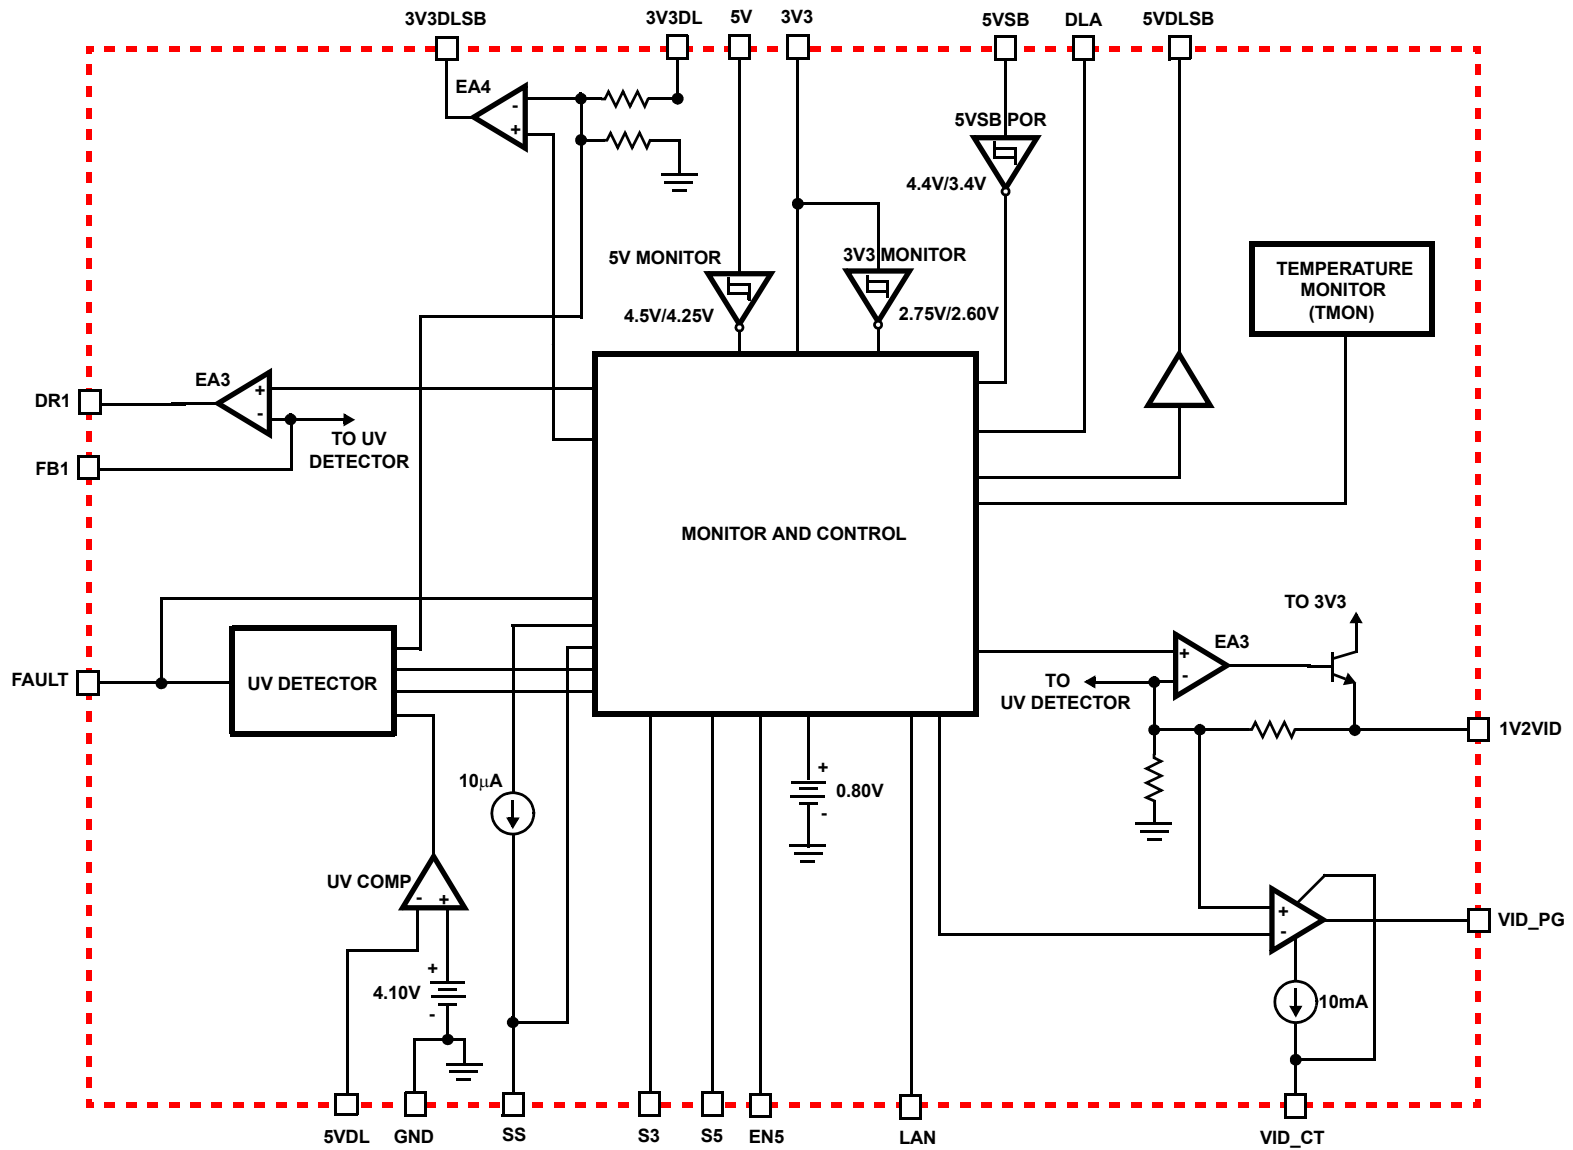 3V3DLSB
3V3DL
5V
3V3
5VSB
DLA
5VDLSB
EA4
-
+
5VSB POR
4.4V/3.4V
5V MONITOR
4.5V/4.25V
3V3 MONITOR
2.75V/2.60V
TEMPERATURE
MONITOR
(TMON)
EA3
+
-
DR1
FB1
TO UV
DETECTOR
MONITOR AND CONTROL
FAULT
UV DETECTOR
TO 3V3
EA3
+
-
TO
UV DETECTOR
1V2VID
10μA
+
0.80V
-
UV COMP
-
+
+
4.10V
-
+
-
VID_PG
10mA
5VDL
GND
SS
S3
S5
EN5
LAN
VID_CT